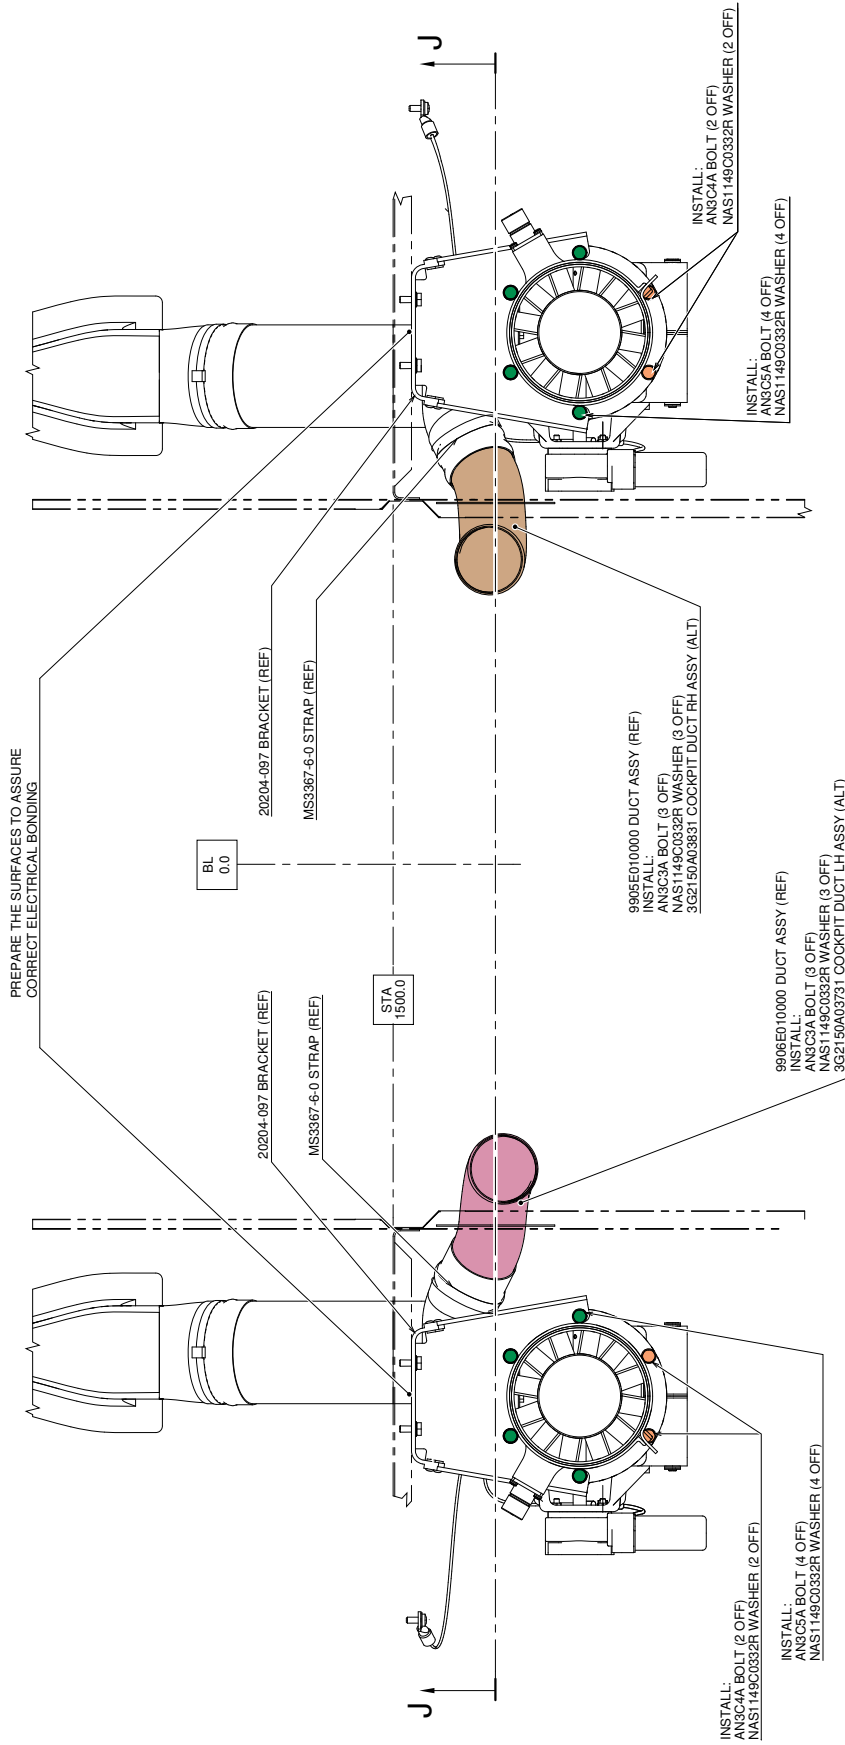 J
INSTALL:
AN3C4A BOLT (2 OFF)
NAS1149C0332R WASHER (2 OFF)
INSTALL:
AN3C5A BOLT (4 OFF)
NAS1149C0332R WASHER (4 OFF)
PREPARE THE SURFACES TO ASSURE
CORRECT ELECTRICAL BONDING
20204-097 BRACKET (REF)
MS3367-6-0 STRAP (REF)
9905E010000 DUCT ASSY (REF)
INSTALL:
AN3C3A BOLT (3 OFF)
NAS1149C0332R WASHER (3 OFF)
3G2150A03831 COCKPIT DUCT RH ASSY (ALT)
BL
0.0
STA
1500.0
9906E010000 DUCT ASSY (REF)
INSTALL:
AN3C3A BOLT (3 OFF)
NAS1149C0332R WASHER (3 OFF)
3G2150A03731 COCKPIT DUCT LH ASSY (ALT)
20204-097 BRACKET (REF)
MS3367-6-0 STRAP (REF)
INSTALL:
AN3C4A BOLT (2 OFF)
NAS1149C0332R WASHER (2 OFF)
INSTALL:
AN3C5A BOLT (4 OFF)
NAS1149C0332R WASHER (4 OFF)
J